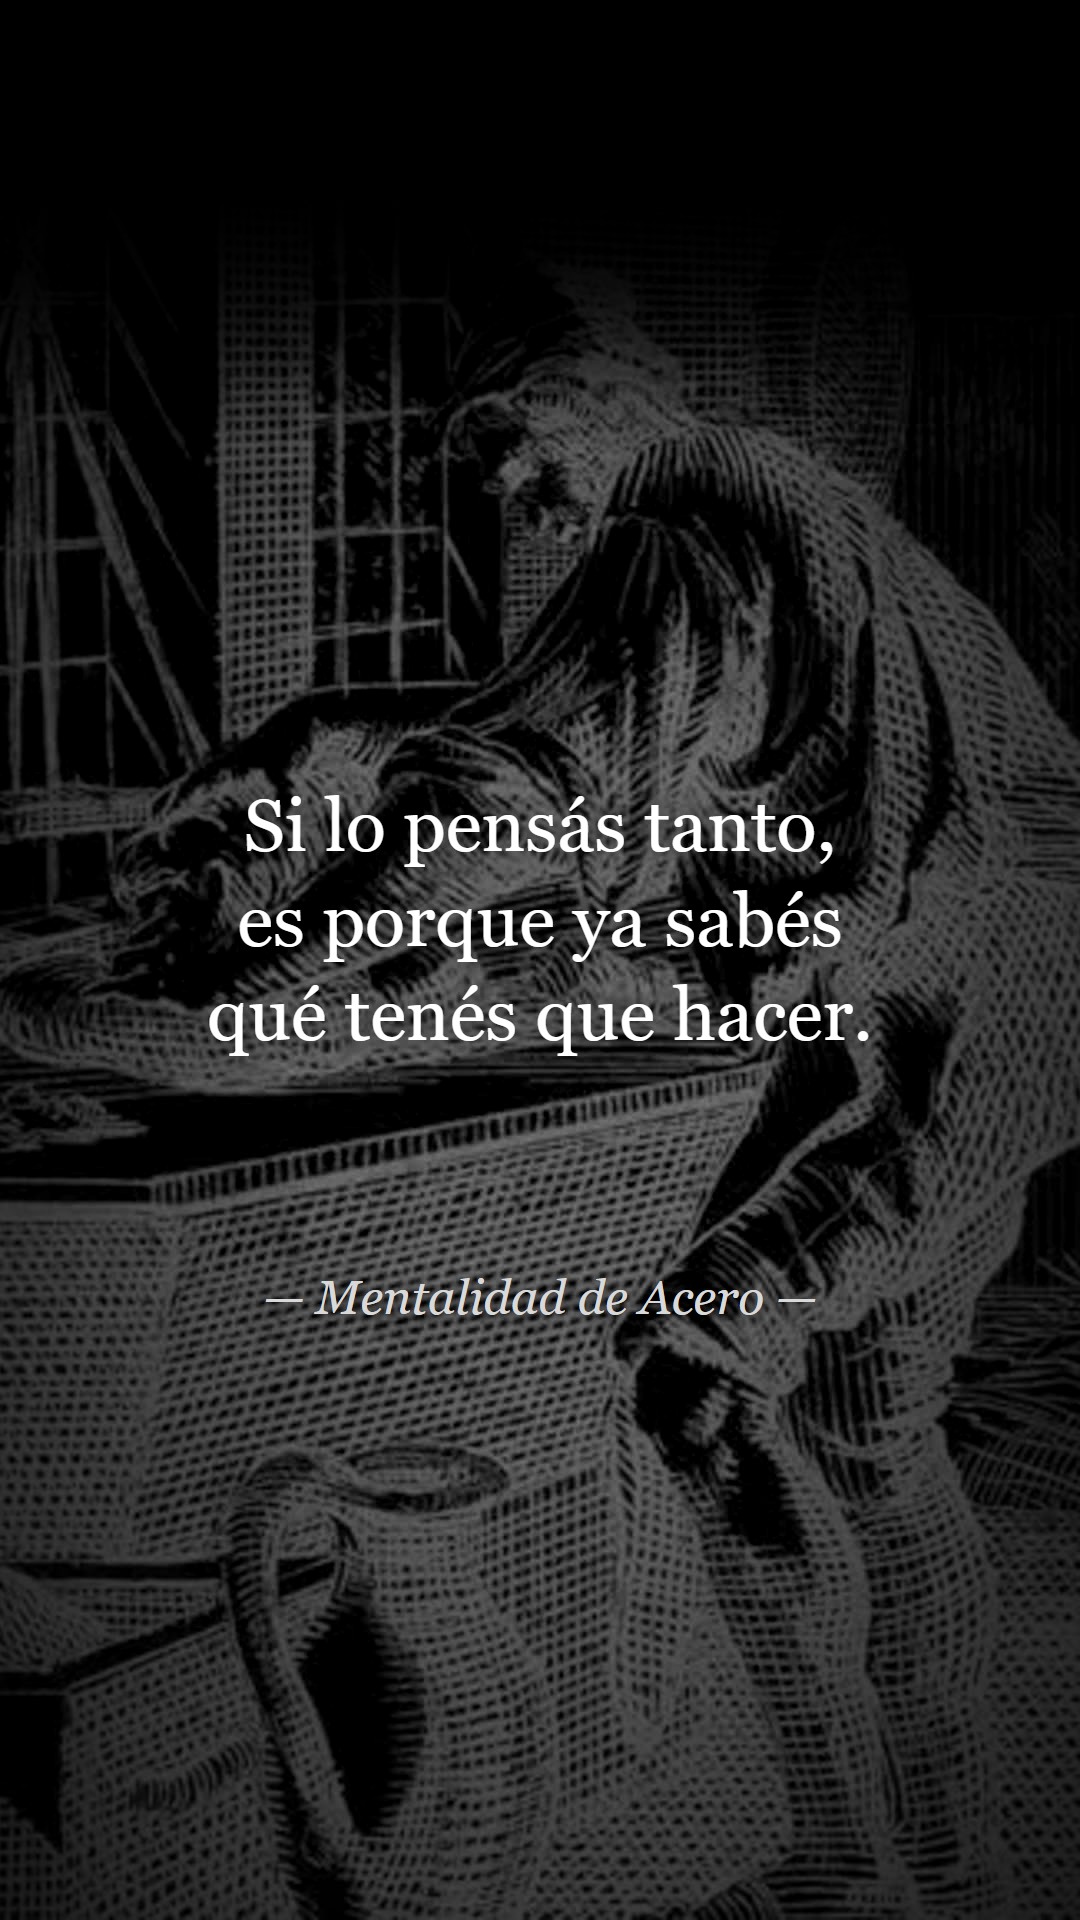 Si lo pensás tanto,
es porque ya sabés
qué tenés que hacer.
— Mentalidad de Acero —